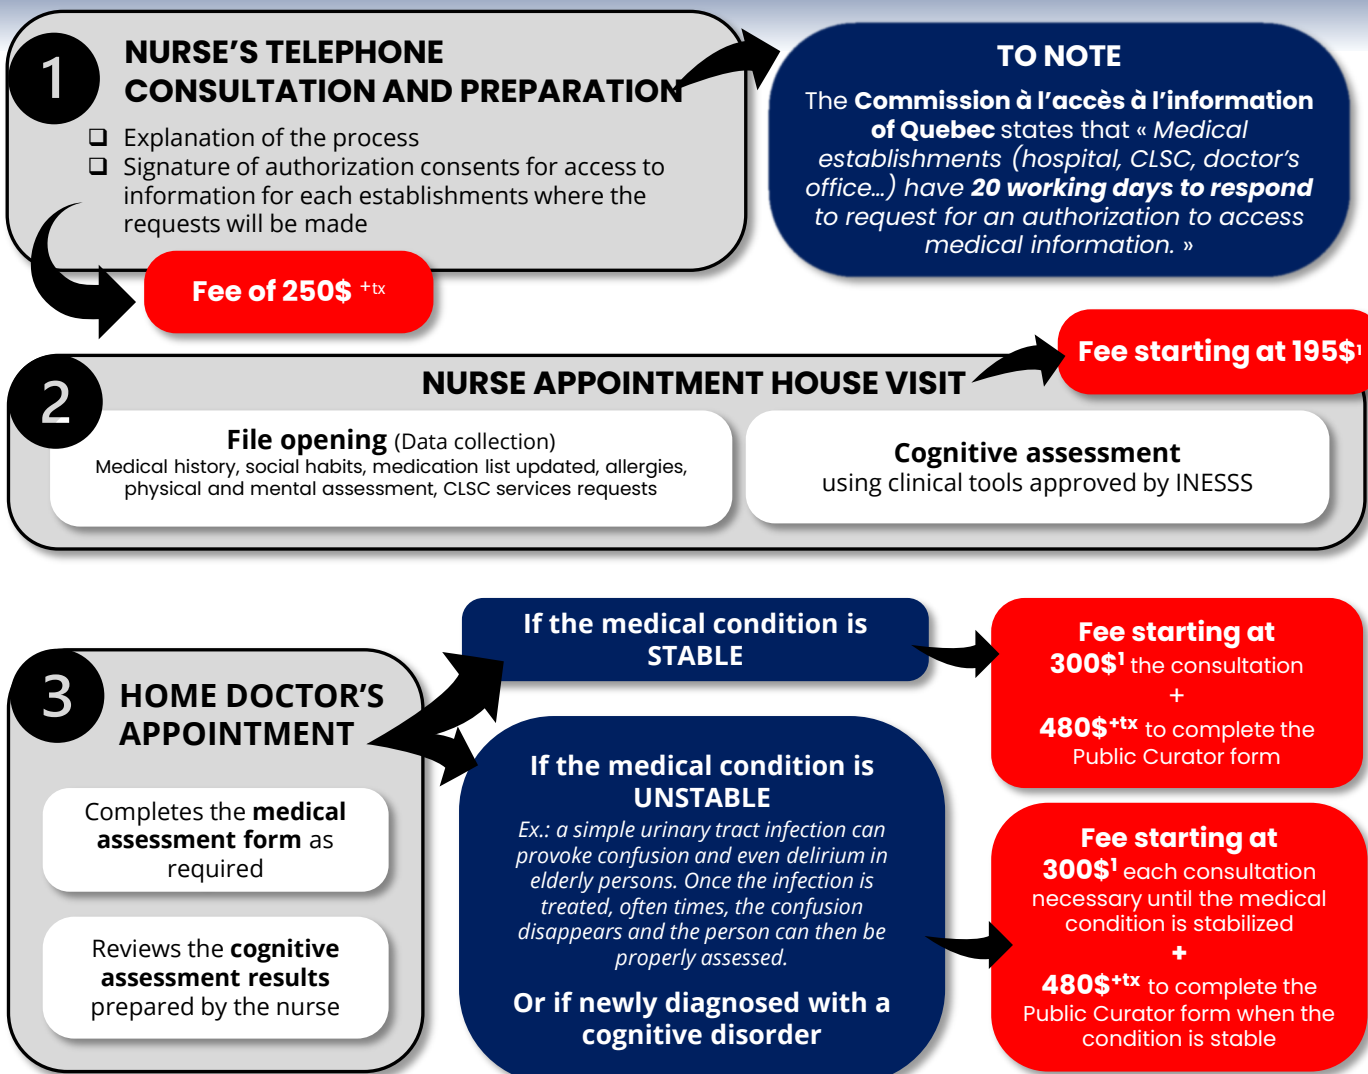 1
NURSE’S TELEPHONE
CONSULTATION AND PREPARATION
❑ Explanation of the process
❑ Signature of authorization consents for access to
information for each establishments where the
requests will be made
Fee of 250$ +tx
TO NOTE
The Commission à l’accès à l’information
of Quebec states that « Medical
establishments (hospital, CLSC, doctor’s
office…) have 20 working days to respond
to request for an authorization to access
medical information. »
2
NURSE APPOINTMENT HOUSE VISIT
Fee starting at 195$¹
File opening (Data collection)
Medical history, social habits, medication list updated, allergies,
physical and mental assessment, CLSC services requests
Cognitive assessment
using clinical tools approved by INESSS
3
HOME DOCTOR’S
APPOINTMENT
Completes the medical
assessment form as
required
Reviews the cognitive
assessment results
prepared by the nurse
If the medical condition is
STABLE
Fee starting at
300$¹ the consultation
+
480$+tx to complete the
Public Curator form
If the medical condition is
UNSTABLE
Ex.: a simple urinary tract infection can
provoke confusion and even delirium in
elderly persons. Once the infection is
treated, often times, the confusion
disappears and the person can then be
properly assessed.
Or if newly diagnosed with a
cognitive disorder
Fee starting at
300$¹ each consultation
necessary until the medical
condition is stabilized
+
480$+tx to complete the
Public Curator form when the
condition is stable